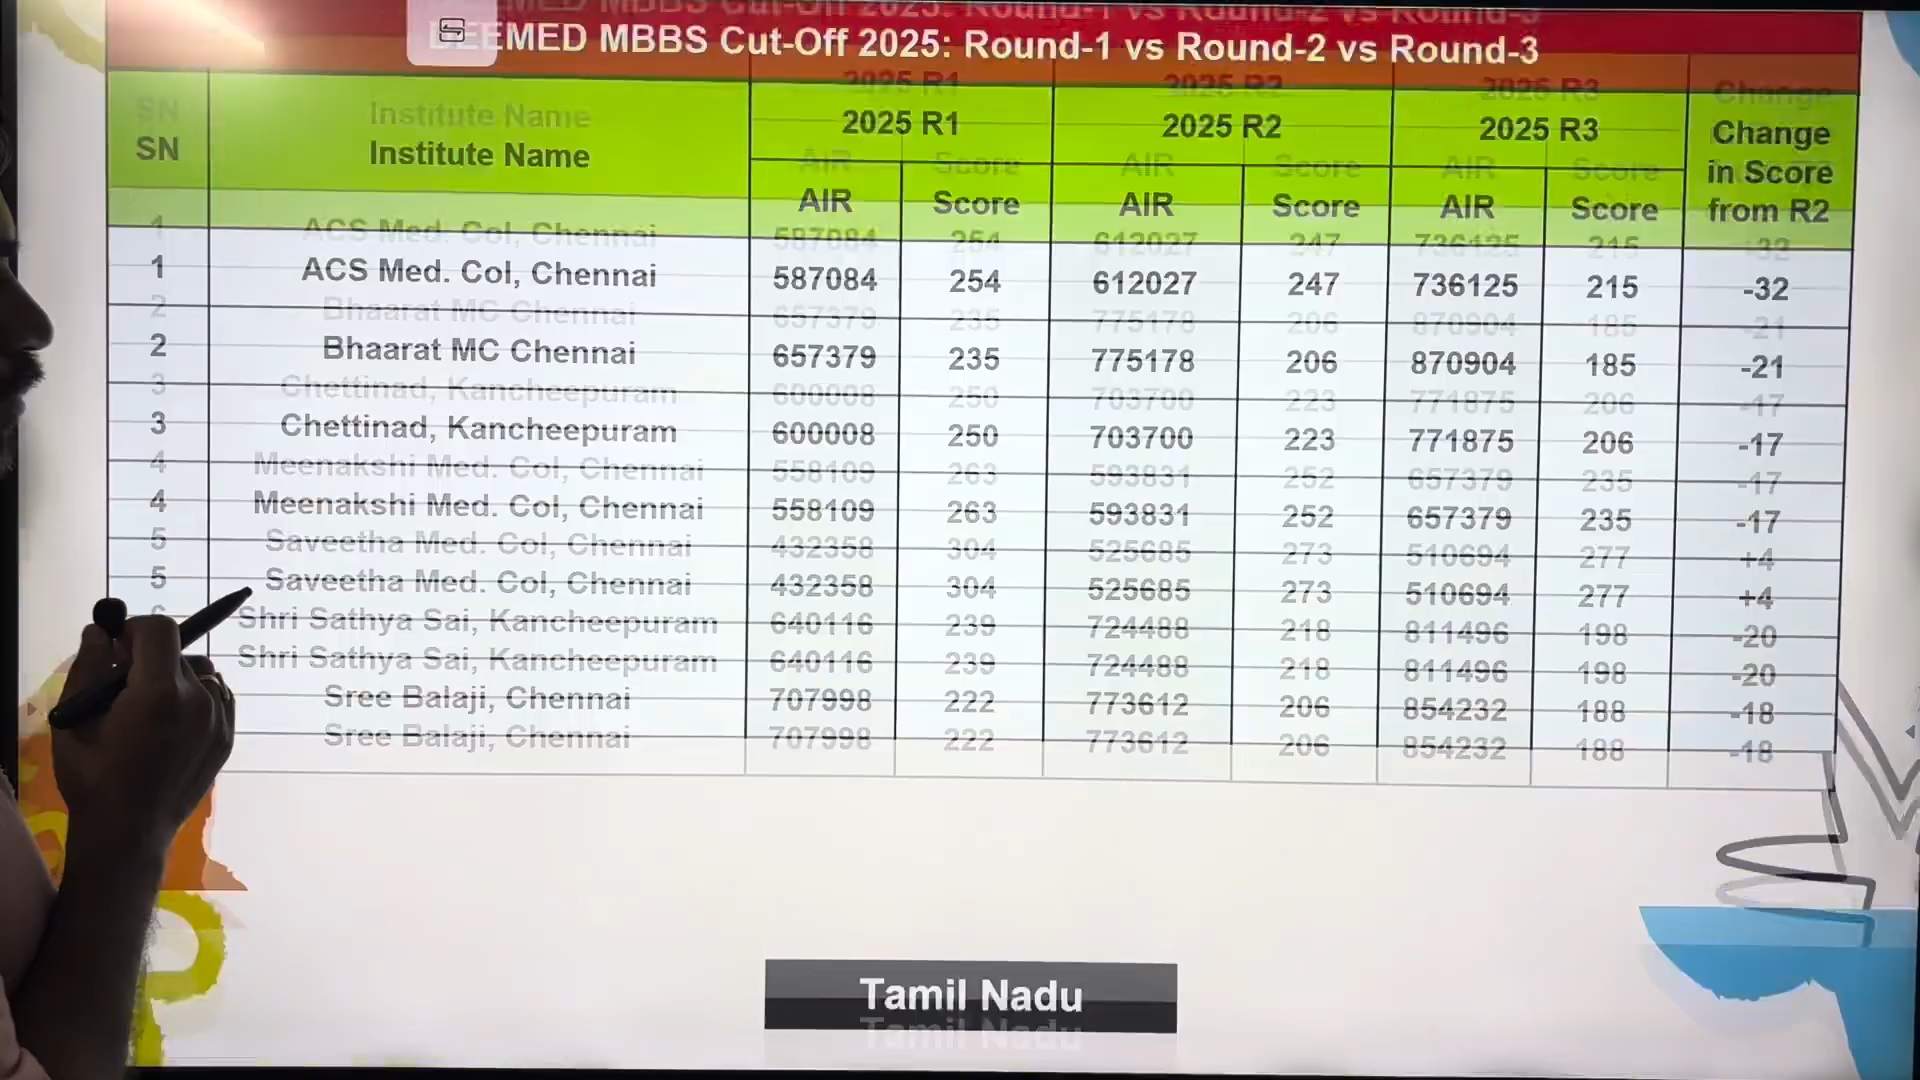 DEEMED MBBS Cut-Off 2025: Round-1 vs Round-2 vs Round-3
SN Institute Name 2025 R1 2025 R2 2025 R3 Change in Score from R2
AIR Score AIR Score AIR Score
1 ACS Med. Col, Chennai 587084 254 612027 247 736125 215 -32
2 Bhaarat MC Chennai 657379 235 775178 206 870904 185 -21
3 Chettinad, Kancheepuram 600008 250 703700 223 771875 206 -17
4 Meenakshi Med. Col, Chennai 558109 263 593831 252 657379 235 -17
5 Saveetha Med. Col, Chennai 432358 304 525685 273 510694 277 +4
Shri Sathya Sai, Kancheepuram 640116 239 724488 218 811496 198 -20
Sree Balaji, Chennai 707998 222 773612 206 854232 188 -18
Tamil Nadu